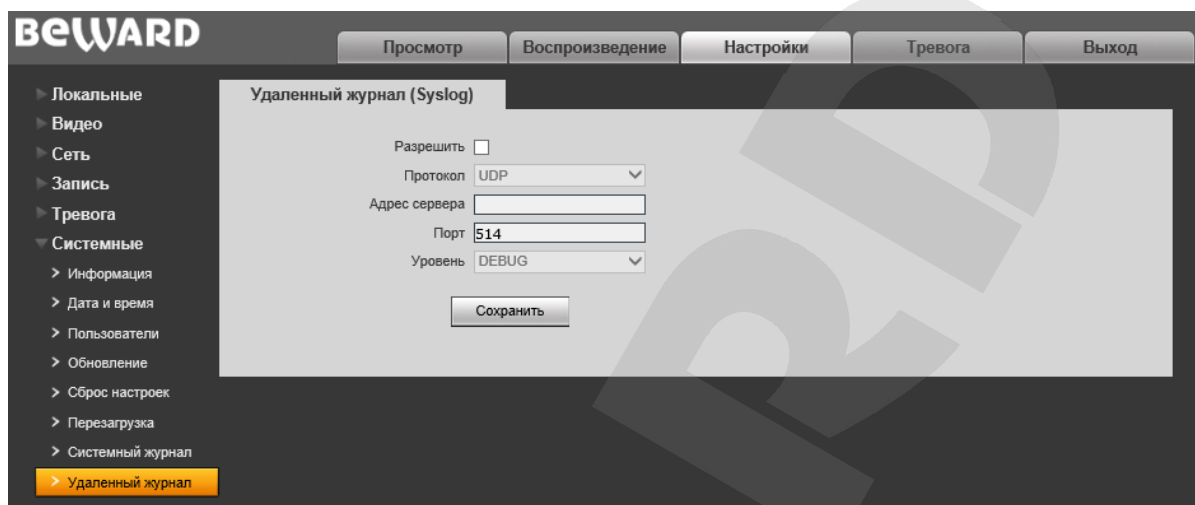 BEWARD
Просмотр Воспроизведение Настройки Тревога Выход
Локальные
Видео
Сеть
Запись
Тревога
Системные
Информация
Дата и время
Пользователи
Обновление
Сброс настроек
Перезагрузка
Системный журнал
Удаленный журнал
Удаленный журнал (Syslog)
Разрешить
Протокол UDP
Адрес сервера
Порт 514
Уровень DEBUG
Сохранить
RD